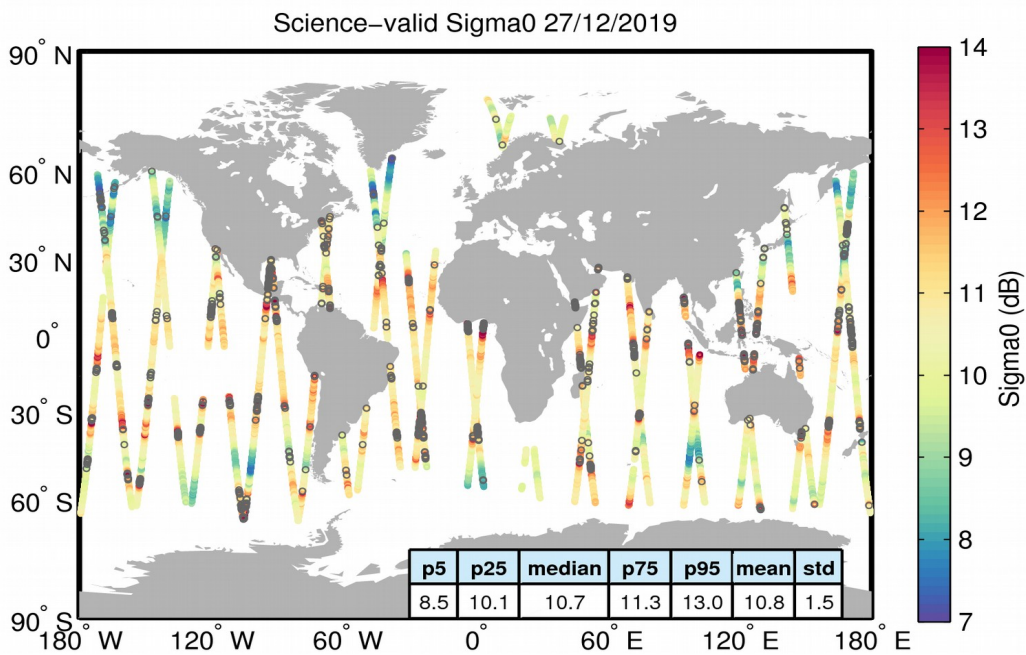 Science−valid Sigma0 27/12/2019
90° N
60° N
30° N
0°
30° S
60° S
90° S
180° W
120° W
60° W
0°
60° E
120° E
180° E
p5 p25 median p75 p95 mean std
8.5 10.1 10.7 11.3 13.0 10.8 1.5
14
13
12
11
10
9
8
7
Sigma0 (dB)